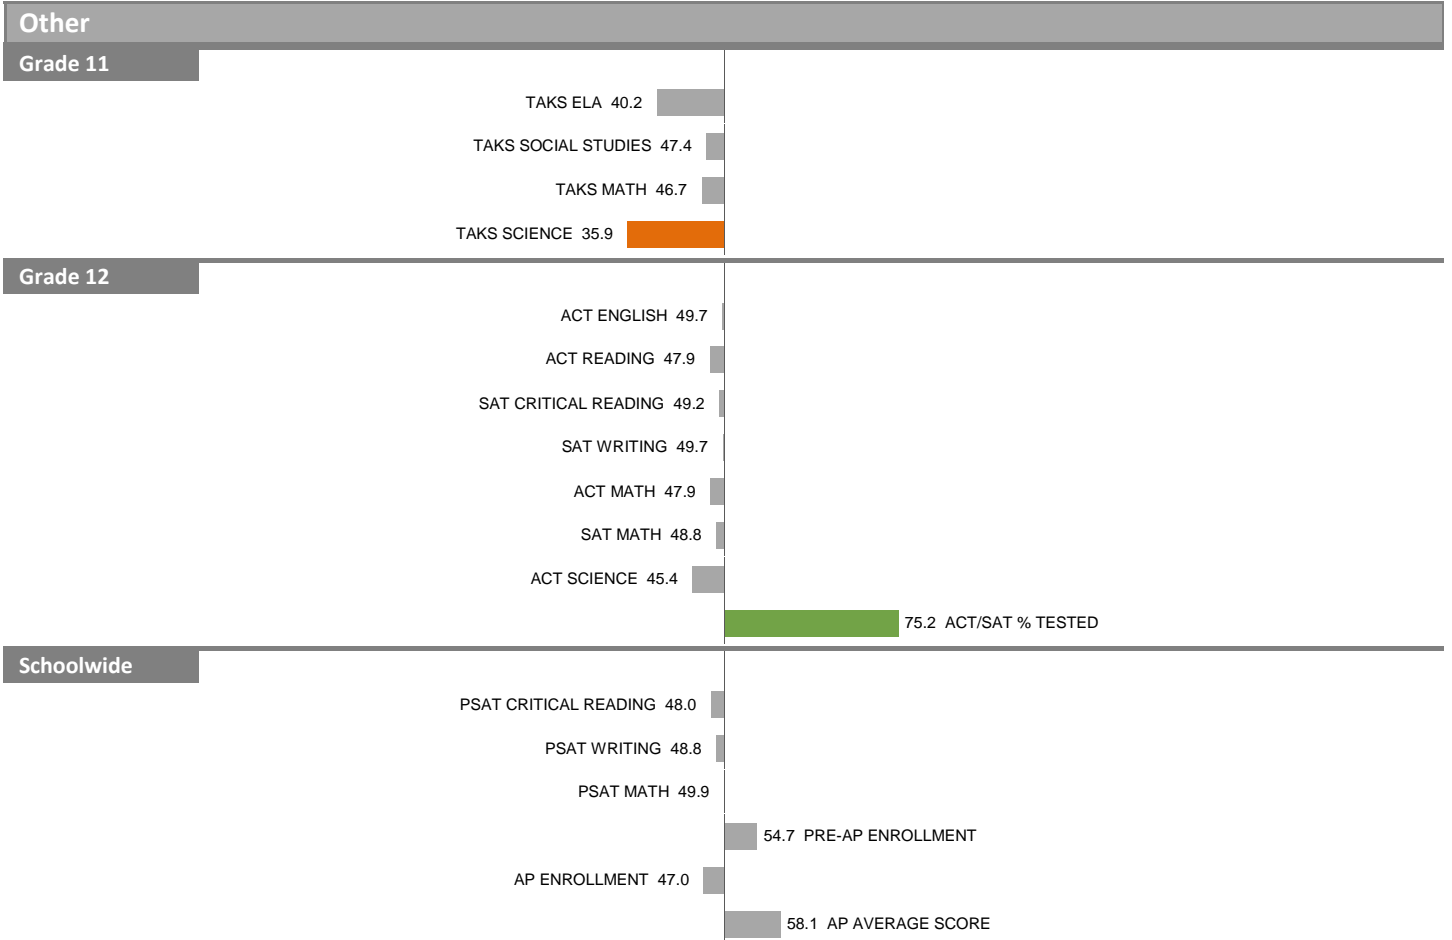 Other
Grade 11
TAKS ELA 40.2
TAKS SOCIAL STUDIES 47.4
TAKS MATH 46.7
TAKS SCIENCE 35.9
Grade 12
ACT ENGLISH 49.7
ACT READING 47.9
SAT CRITICAL READING 49.2
SAT WRITING 49.7
ACT MATH 47.9
SAT MATH 48.8
ACT SCIENCE 45.4
75.2 ACT/SAT % TESTED
Schoolwide
PSAT CRITICAL READING 48.0
PSAT WRITING 48.8
PSAT MATH 49.9
54.7 PRE-AP ENROLLMENT
AP ENROLLMENT 47.0
58.1 AP AVERAGE SCORE